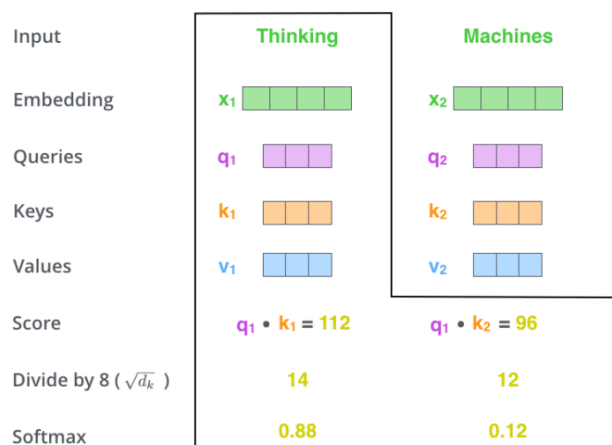 Input Thinking Machines
Embedding x₁ x₂
Queries q₁ q₂
Keys k₁ k₂
Values v₁ v₂
Score q₁ • k₁ = 112 q₁ • k₂ = 96
Divide by 8 ( √dₖ ) 14 12
Softmax 0.88 0.12